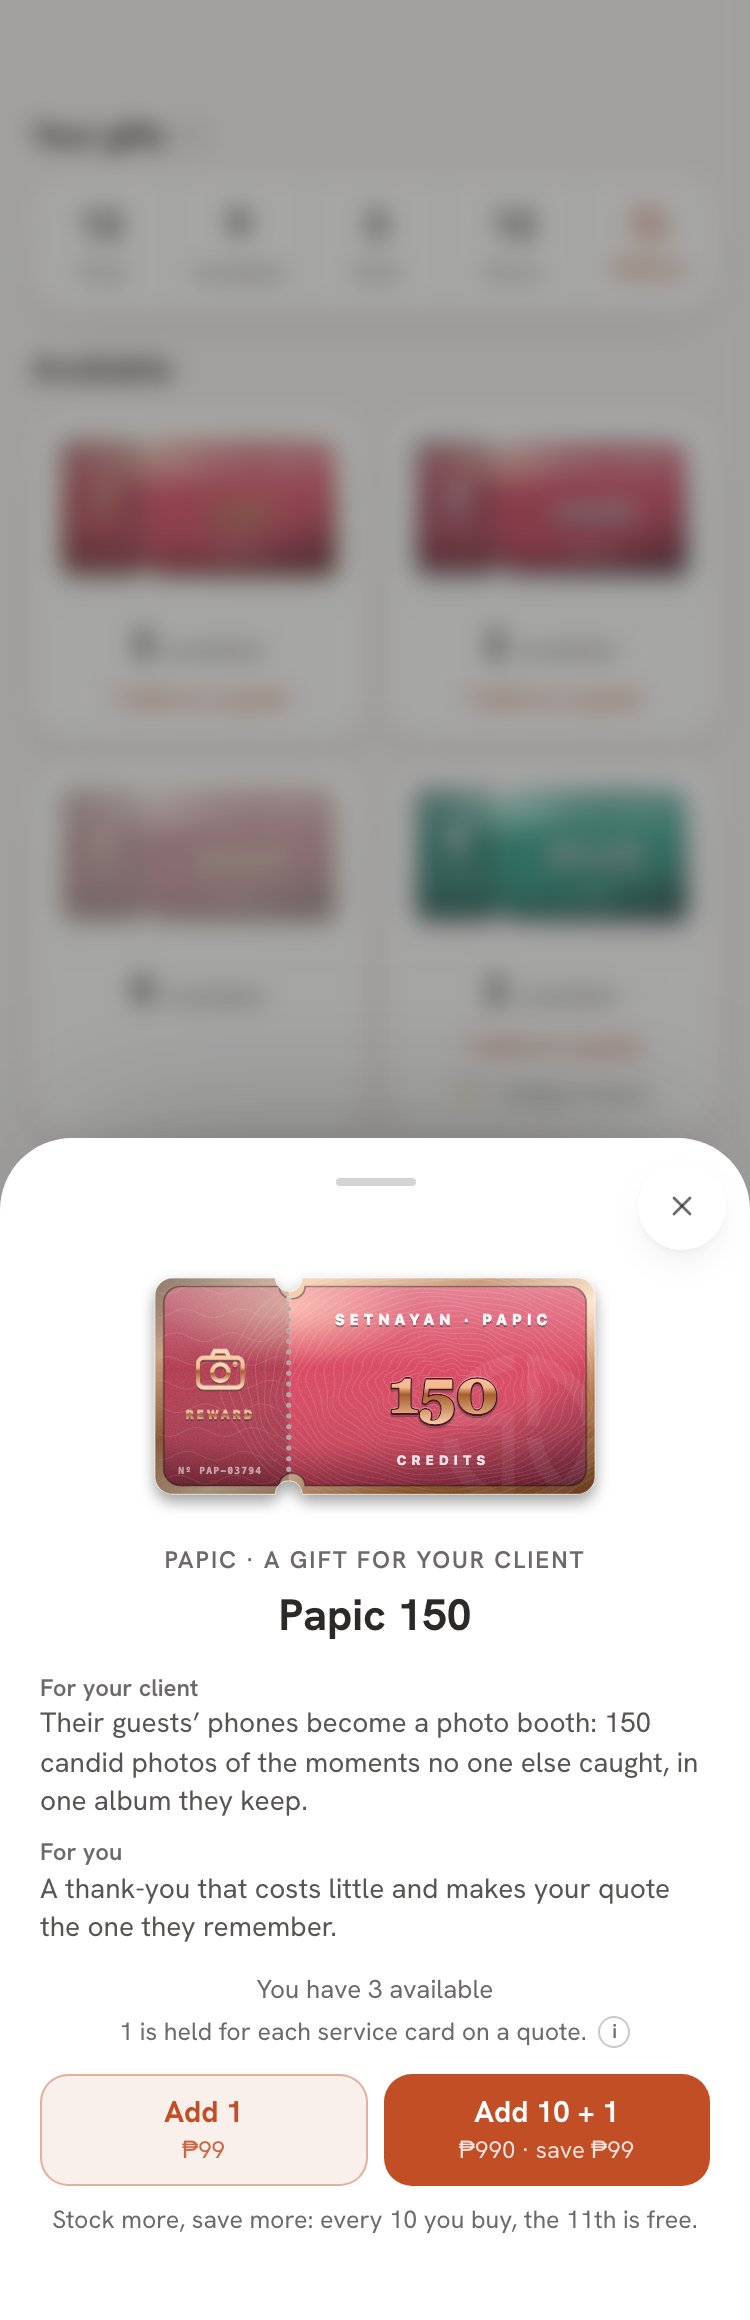 Your gifts
Available
SETNAYAN · PAPIC
REWARD
150
CREDITS
Nº PAP-03794
PAPIC · A GIFT FOR YOUR CLIENT
Papic 150
For your client
Their guests’ phones become a photo booth: 150
candid photos of the moments no one else caught, in
one album they keep.
For you
A thank-you that costs little and makes your quote
the one they remember.
You have 3 available
1 is held for each service card on a quote. i
Add 1
₱99
Add 10 + 1
₱990 · save ₱99
Stock more, save more: every 10 you buy, the 11th is free.